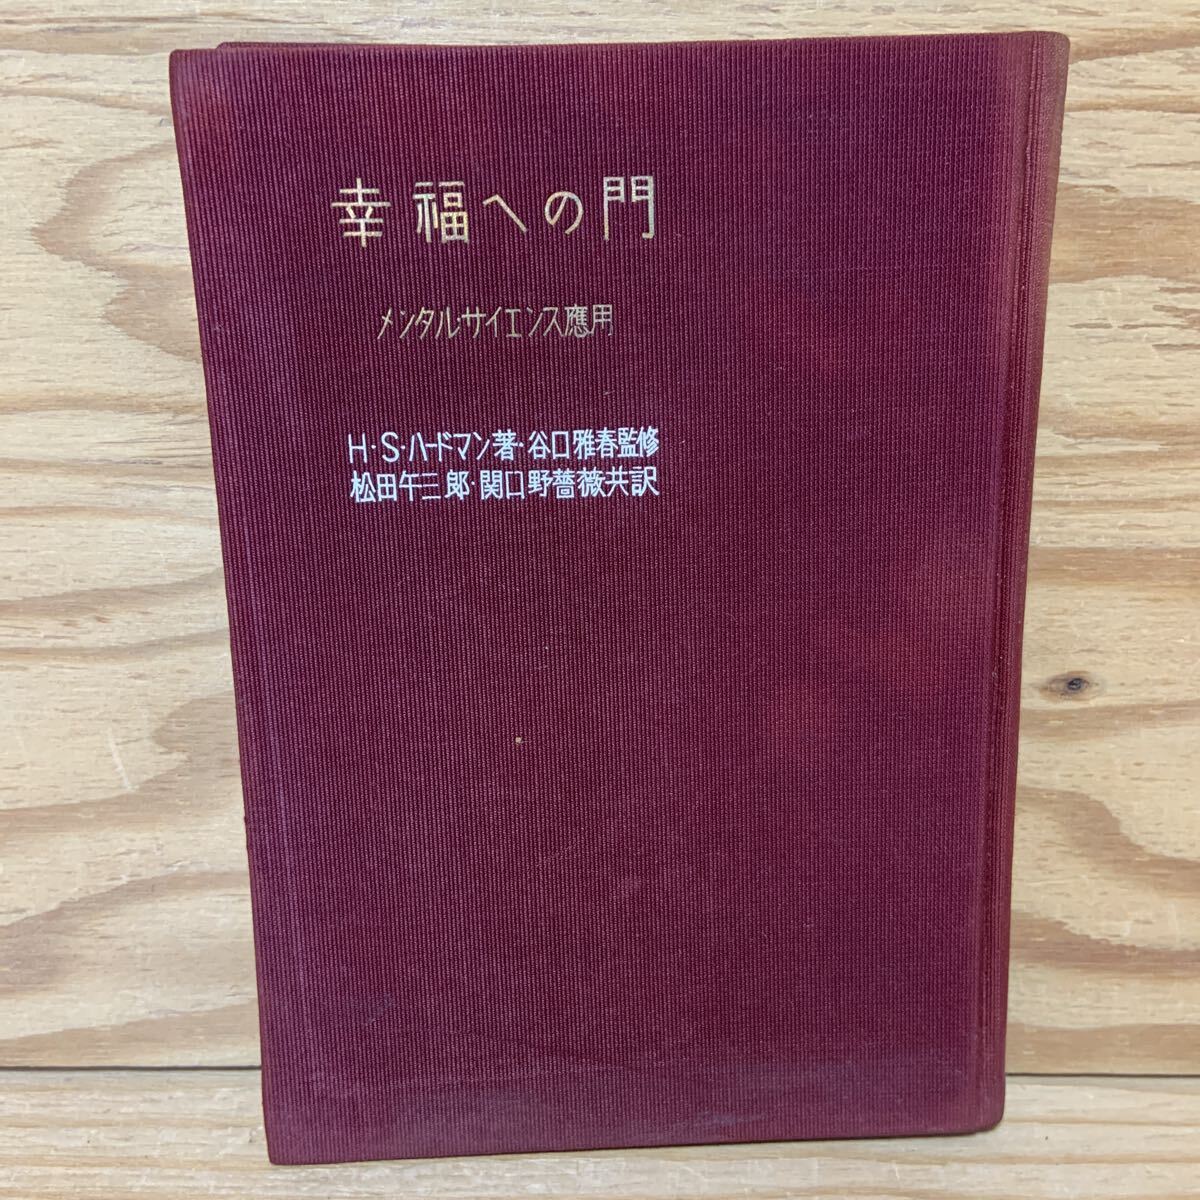 幸福への門
メンタルサイエンス應用
H・S・ハードマン著・谷口雅春監修
松田午三郎・関口野薔薇共訳